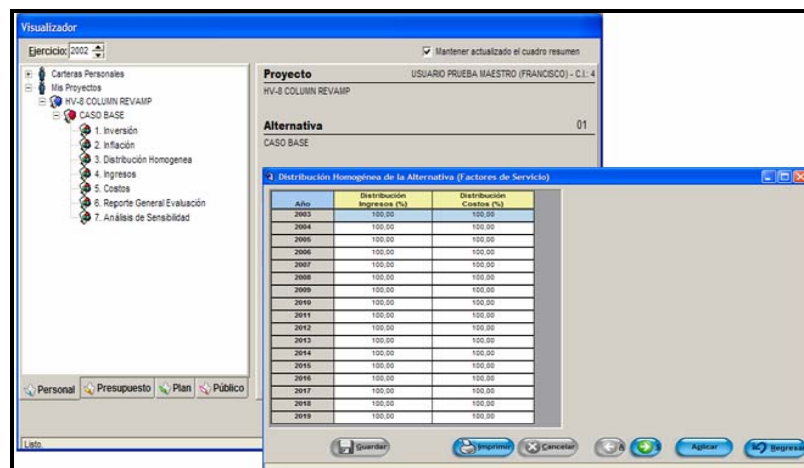 Visualizador
Ejercicio: 2002
Mantener actualizado el cuadro resumen
Carteras Personales
Mis Proyectos
HV-8 COLUMN REVAMP
CASO BASE
1. Inversión
2. Inflación
3. Distribución Homogenea
4. Ingresos
5. Costos
6. Reporte General Evaluación
7. Análisis de Sensibilidad
Personal Presupuesto Plan Público
Listo.
Proyecto USUARIO PRUEBA MAESTRO (FRANCISCO) - C.I.: 4
HV-8 COLUMN REVAMP
Alternativa 01
CASO BASE
Distribución Homogénea de la Alternativa (Factores de Servicio)
Año Distribución Ingresos (%) Distribución Costos (%)
2003 100,00 100,00
2004 100,00 100,00
2005 100,00 100,00
2006 100,00 100,00
2007 100,00 100,00
2008 100,00 100,00
2009 100,00 100,00
2010 100,00 100,00
2011 100,00 100,00
2012 100,00 100,00
2013 100,00 100,00
2014 100,00 100,00
2015 100,00 100,00
2016 100,00 100,00
2017 100,00 100,00
2018 100,00 100,00
2019 100,00 100,00
Guardar Imprimir Cancelar A S Aplicar Regresar